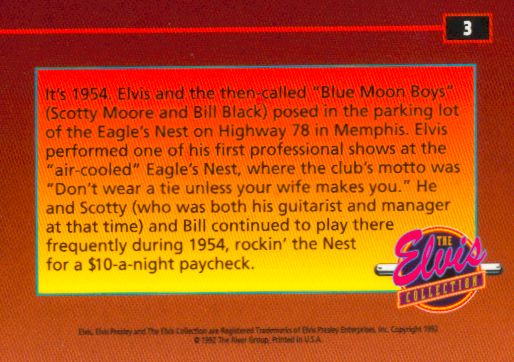 3
It's 1954. Elvis and the then-called "Blue Moon Boys"
(Scotty Moore and Bill Black) posed in the parking lot
of the Eagle's Nest on Highway 78 in Memphis. Elvis
performed one of his first professional shows at the
"air-cooled" Eagle's Nest, where the club's motto was
"Don't wear a tie unless your wife makes you." He
and Scotty (who was both his guitarist and manager
at that time) and Bill continued to play there
frequently during 1954, rockin' the Nest
for a $10-a-night paycheck.
THE
Elvis
COLLECTION
Elvis, Elvis Presley and The Elvis Collection are Registered Trademarks of Elvis Presley Enterprises, Inc. Copyright 1992
© 1992 The River Group, Printed in U.S.A.